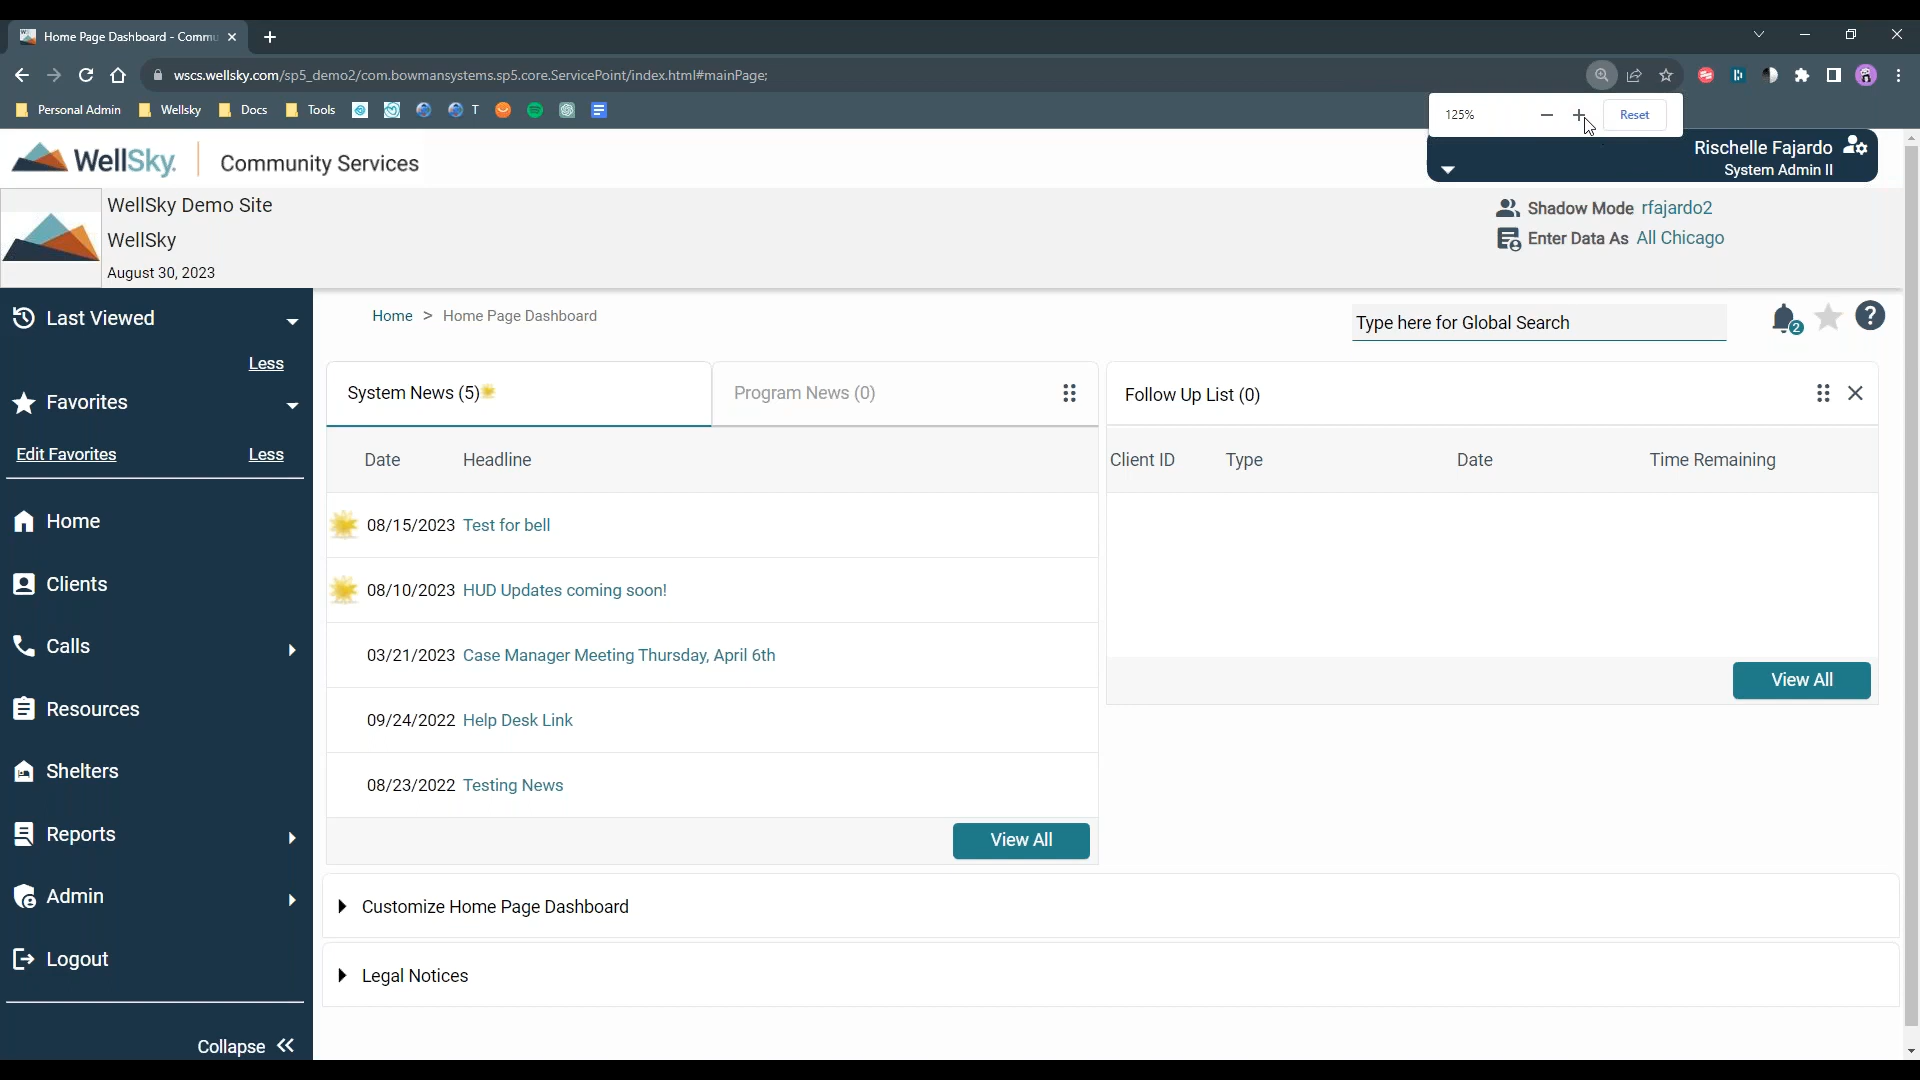 Home Page Dashboard - Commu
wscs.wellsky.com/sp5_demo2/com.bowmansystems.sp5.core.ServicePoint/index.html#mainPage;
Personal Admin Wellsky Docs Tools T
125% Reset
WellSky. Community Services
Rischelle Fajardo
System Admin II
WellSky Demo Site
WellSky
August 30, 2023
Shadow Mode rfajardo2
Enter Data As All Chicago
Last Viewed
Less
Favorites
Edit Favorites Less
Home
Clients
Calls
Resources
Shelters
Reports
Admin
Logout
Collapse
Home > Home Page Dashboard
Type here for Global Search
2
?
System News (5) Program News (0)
Date Headline
08/15/2023 Test for bell
08/10/2023 HUD Updates coming soon!
03/21/2023 Case Manager Meeting Thursday, April 6th
09/24/2022 Help Desk Link
08/23/2022 Testing News
View All
Follow Up List (0)
Client ID Type Date Time Remaining
View All
Customize Home Page Dashboard
Legal Notices